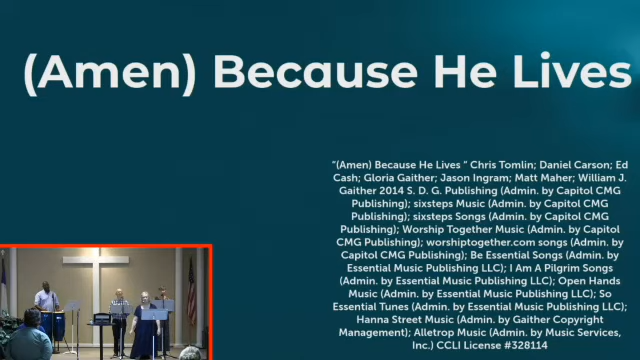 (Amen) Because He Lives
"(Amen) Because He Lives " Chris Tomlin; Daniel Carson; Ed
Cash; Gloria Gaither; Jason Ingram; Matt Maher; William J.
Gaither 2014 S. D. G. Publishing (Admin. by Capitol CMG
Publishing); sixsteps Music (Admin. by Capitol CMG
Publishing); sixsteps Songs (Admin. by Capitol CMG
Publishing); Worship Together Music (Admin. by Capitol
CMG Publishing); worshiptogether.com songs (Admin. by
Capitol CMG Publishing); Be Essential Songs (Admin. by
Essential Music Publishing LLC); I Am A Pilgrim Songs
(Admin. by Essential Music Publishing LLC); Open Hands
Music (Admin. by Essential Music Publishing LLC); So
Essential Tunes (Admin. by Essential Music Publishing LLC);
Hanna Street Music (Admin. by Gaither Copyright
Management); Alletrop Music (Admin. by Music Services,
Inc.) CCLI License #328114